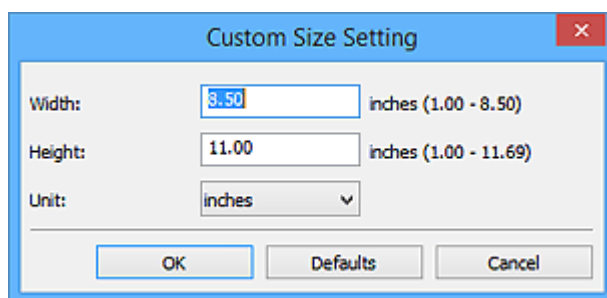 Custom Size Setting
Width: 8.50 inches (1.00 - 8.50)
Height: 11.00 inches (1.00 - 11.69)
Unit: inches
OK Defaults Cancel